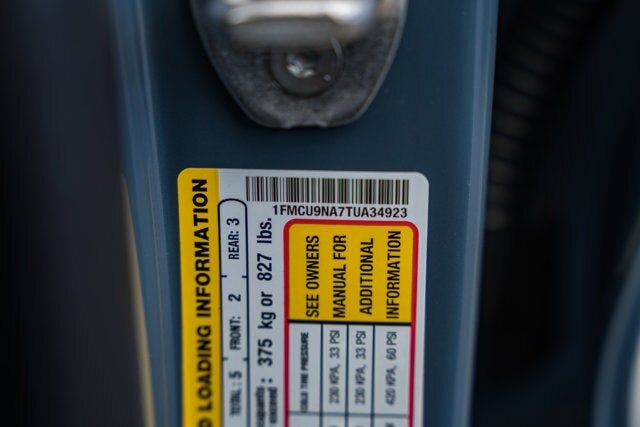 1FMCU9NA7TUA34923
LOADING INFORMATION
TOTAL : 5 FRONT: 2 REAR: 3
375 kg or 827 lbs.
SEE OWNERS
MANUAL FOR
ADDITIONAL
INFORMATION
COLD TIRE PRESSURE
230 KPA, 33 PSI
230 KPA, 33 PSI
420 KPA, 60 PSI